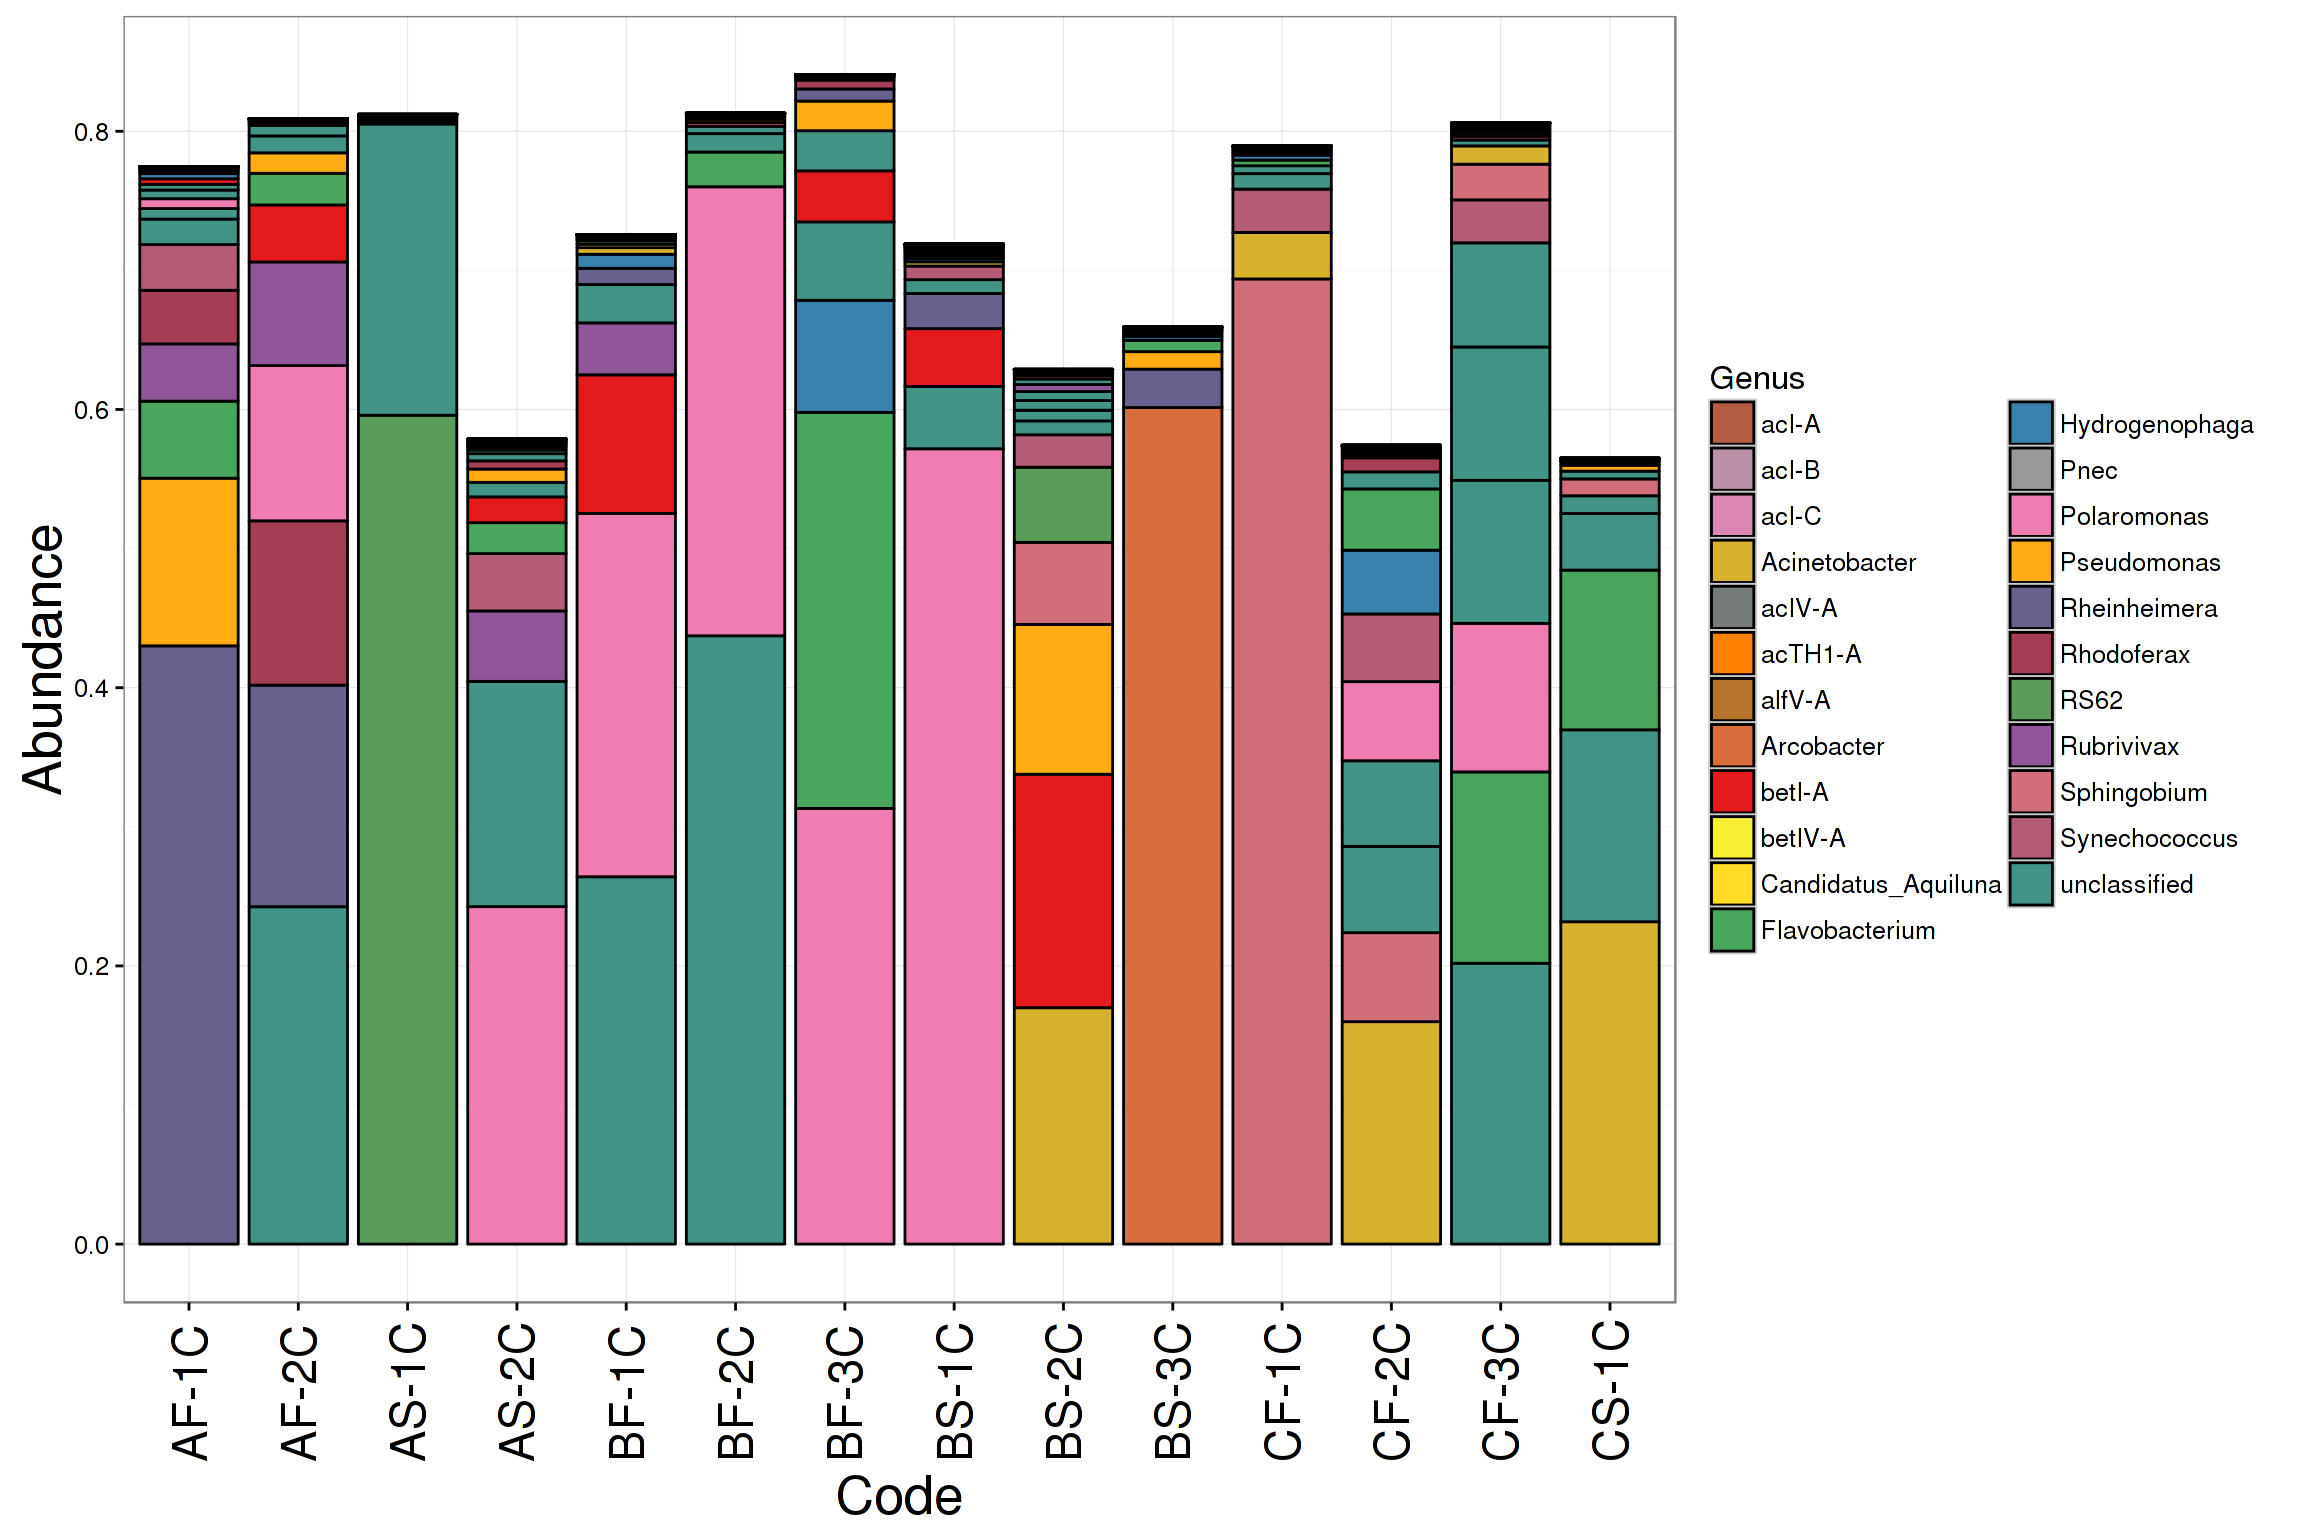 Abundance
0.8
0.6
0.4
0.2
0.0
AF-1C
AF-2C
AS-1C
AS-2C
BF-1C
BF-2C
BF-3C
BS-1C
BS-2C
BS-3C
CF-1C
CF-2C
CF-3C
CS-1C
Code
Genus
acI-A
acI-B
acI-C
Acinetobacter
acIV-A
acTH1-A
alfV-A
Arcobacter
betI-A
betIV-A
Candidatus_Aquiluna
Flavobacterium
Hydrogenophaga
Pnec
Polaromonas
Pseudomonas
Rheinheimera
Rhodoferax
RS62
Rubrivivax
Sphingobium
Synechococcus
unclassified